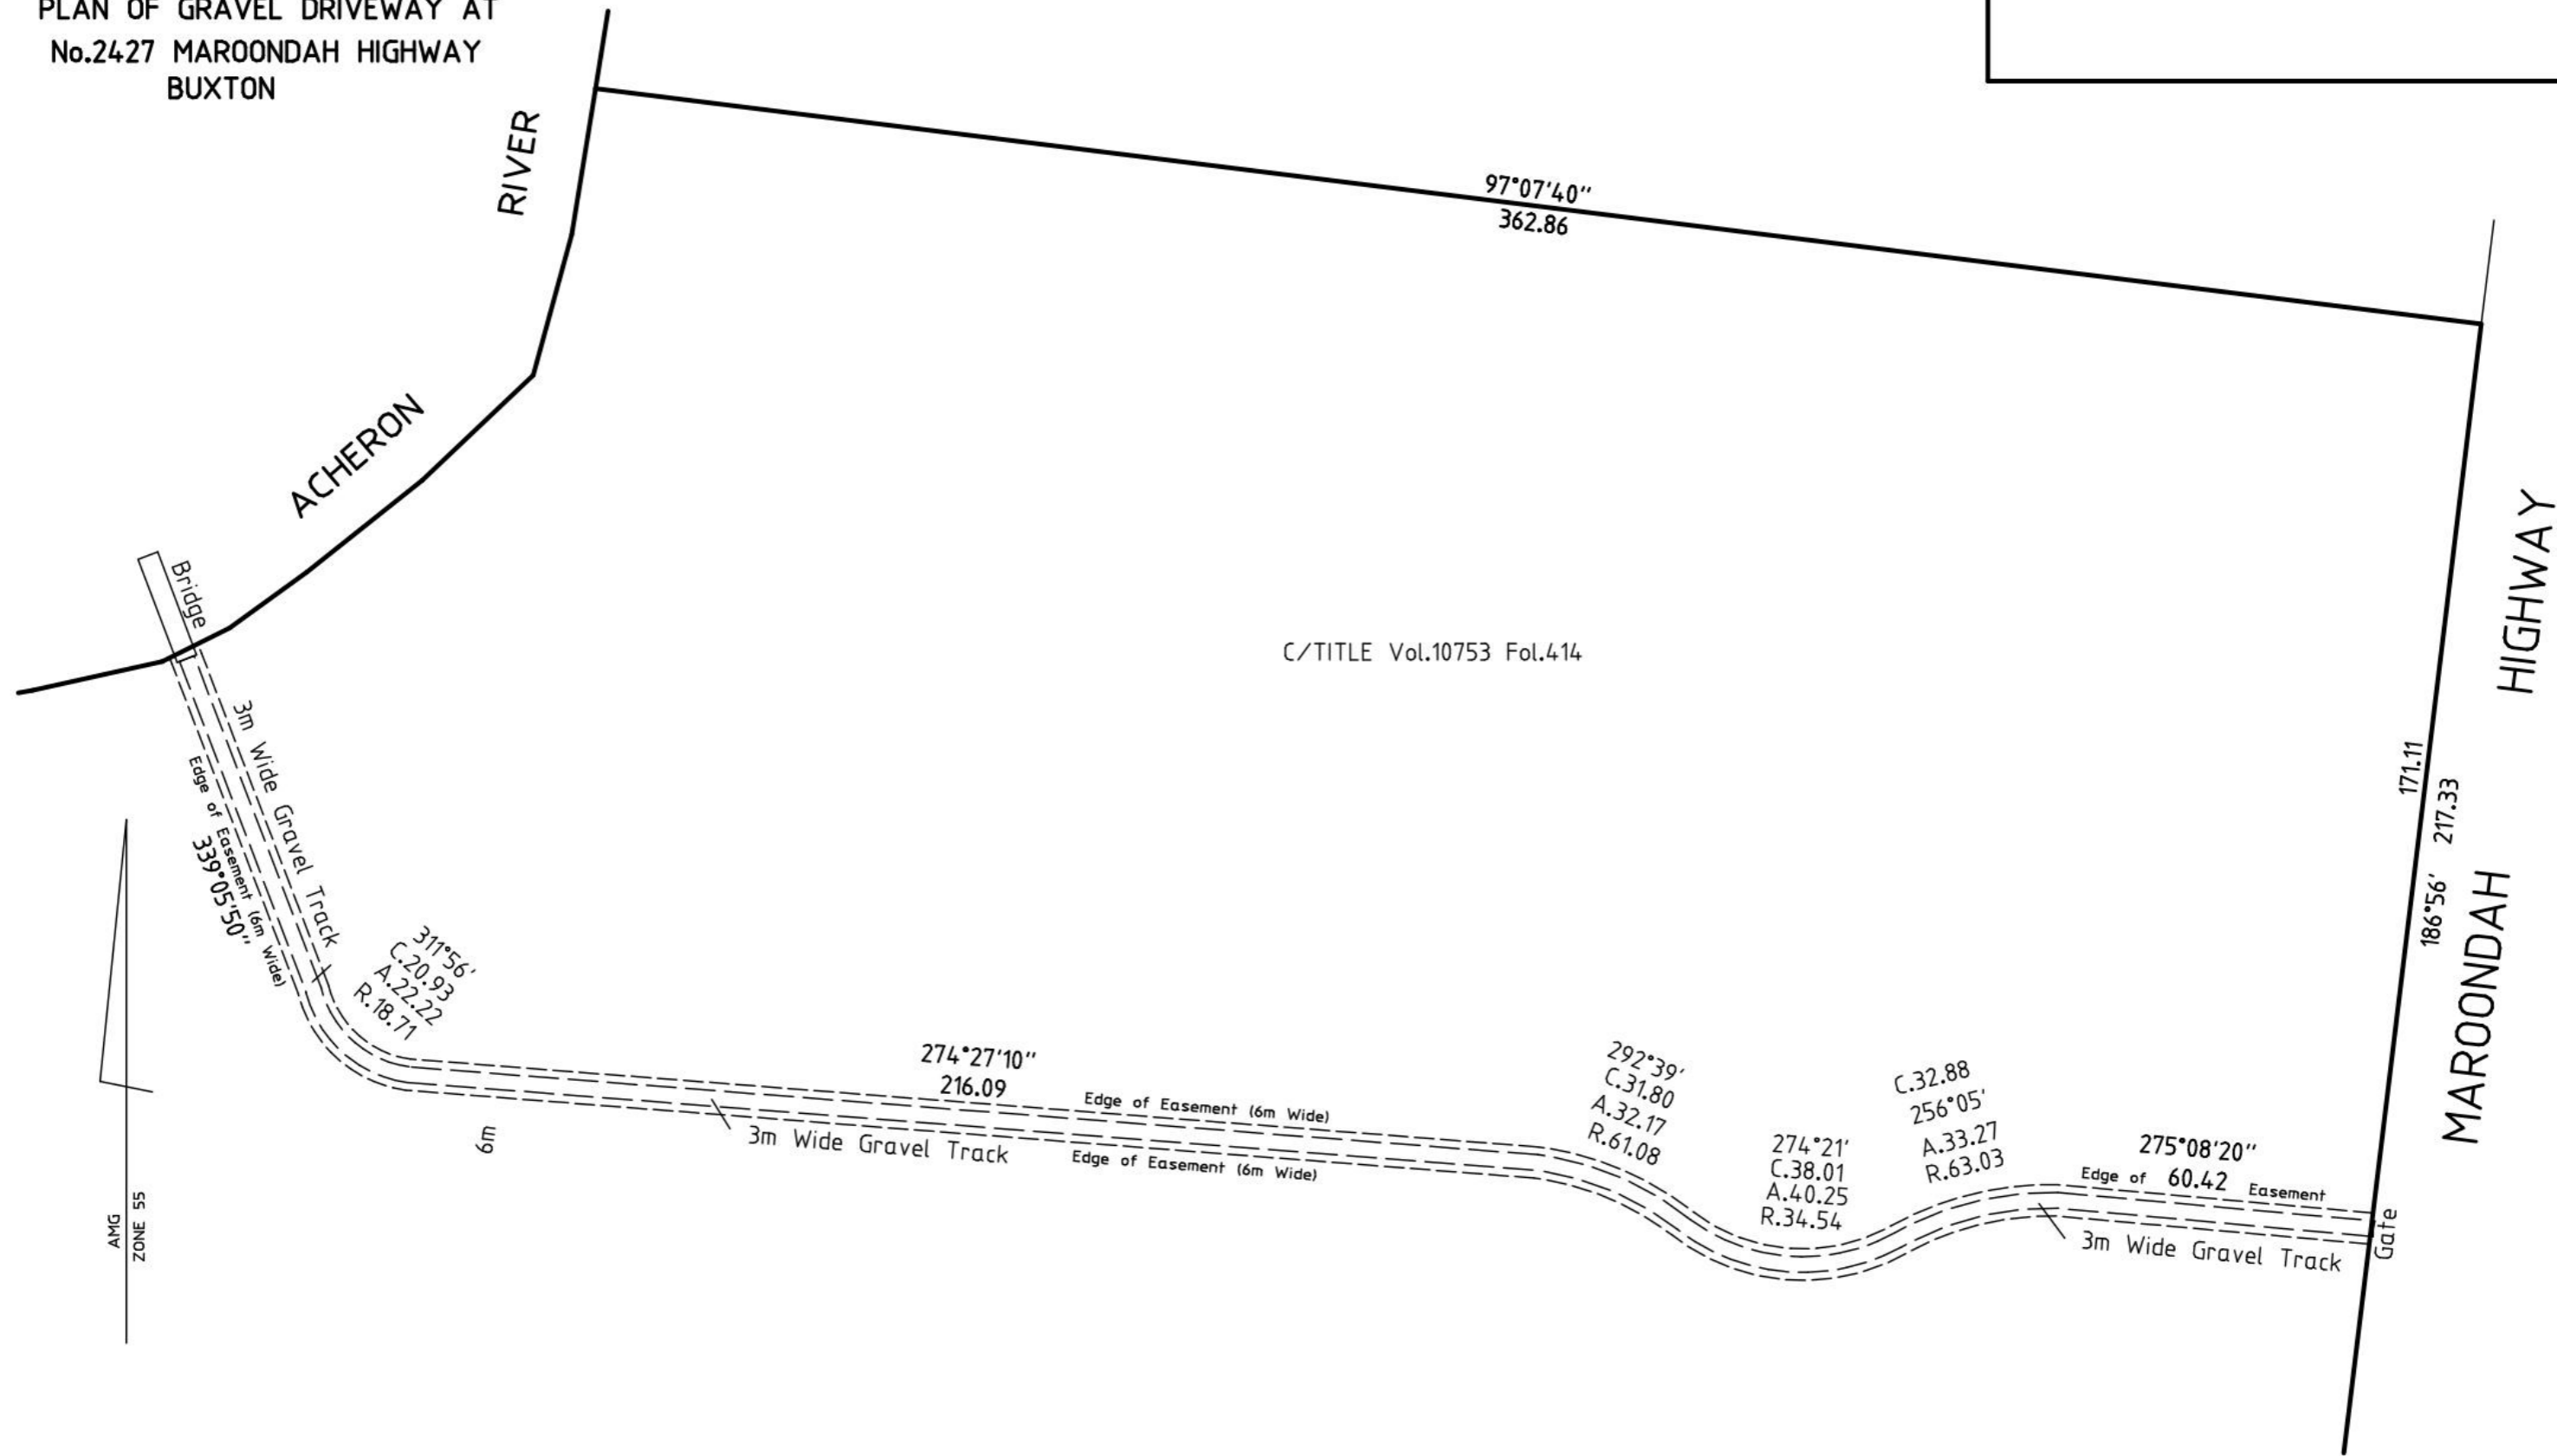 PLAN OF GRAVEL DRIVEWAY AT
No.2427 MAROONDAH HIGHWAY
BUXTON
RIVER
ACHERON
97°07'40"
362.86
HIGHWAY
MAROONDAH
171.11
186°56' 217.33
C/TITLE Vol.10753 Fol.414
Bridge
3m Wide Gravel Track
Edge of Easement (6m Wide)
339°05'50"
311°56'
C.20.93
A.22.22
R.18.71
274°27'10"
216.09
Edge of Easement (6m Wide)
3m Wide Gravel Track
Edge of Easement (6m Wide)
6m
292°39'
C.31.80
A.32.17
R.61.08
274°21'
C.38.01
A.40.25
R.34.54
C.32.88
256°05'
A.33.27
R.63.03
275°08'20"
Edge of 60.42 Easement
3m Wide Gravel Track
Gate
AMG
ZONE 55